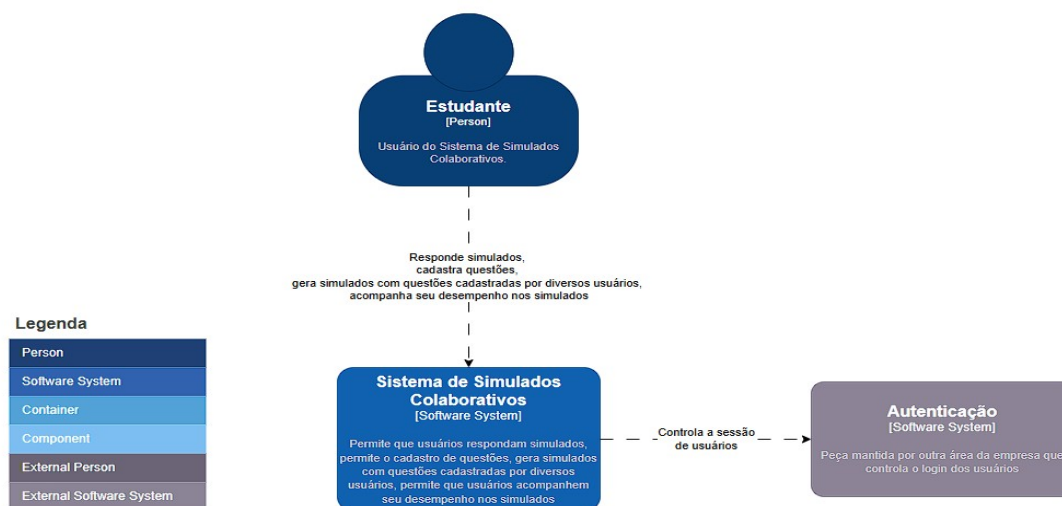 Estudante
[Person]
Usuário do Sistema de Simulados
Colaborativos.
Responde simulados,
cadastra questões,
gera simulados com questões cadastradas por diversos usuários,
acompanha seu desempenho nos simulados
Legenda
Person
Software System
Container
Component
External Person
External Software System
Sistema de Simulados
Colaborativos
[Software System]
Permite que usuários respondam simulados,
permite o cadastro de questões, gera simulados
com questões cadastradas por diversos
usuários, permite que usuários acompanhem
seu desempenho nos simulados
Controla a sessão
de usuários
Autenticação
[Software System]
Peça mantida por outra área da empresa que
controla o login dos usuários